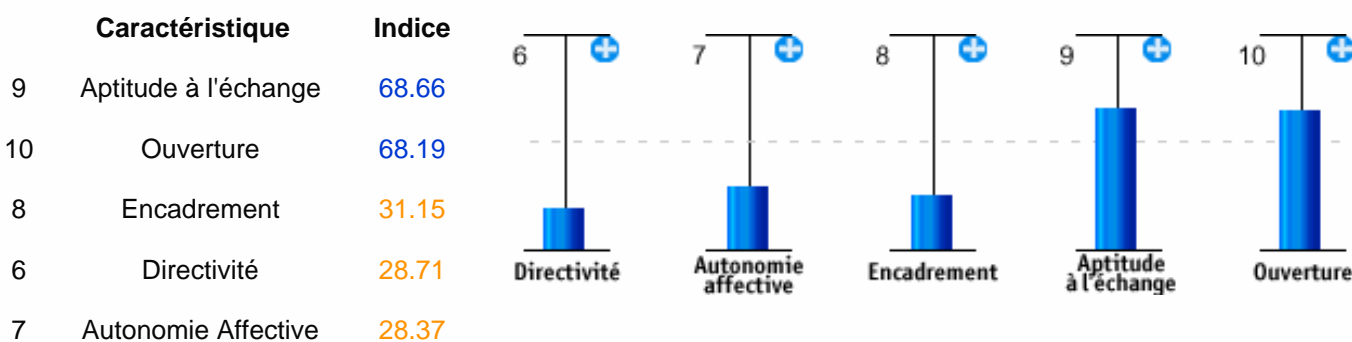 Caractéristique Indice
9 Aptitude à l'échange 68.66
10 Ouverture 68.19
8 Encadrement 31.15
6 Directivité 28.71
7 Autonomie Affective 28.37
6 7 8 9 10
Directivité
Autonomie
affective
Encadrement
Aptitude
à l'échange
Ouverture